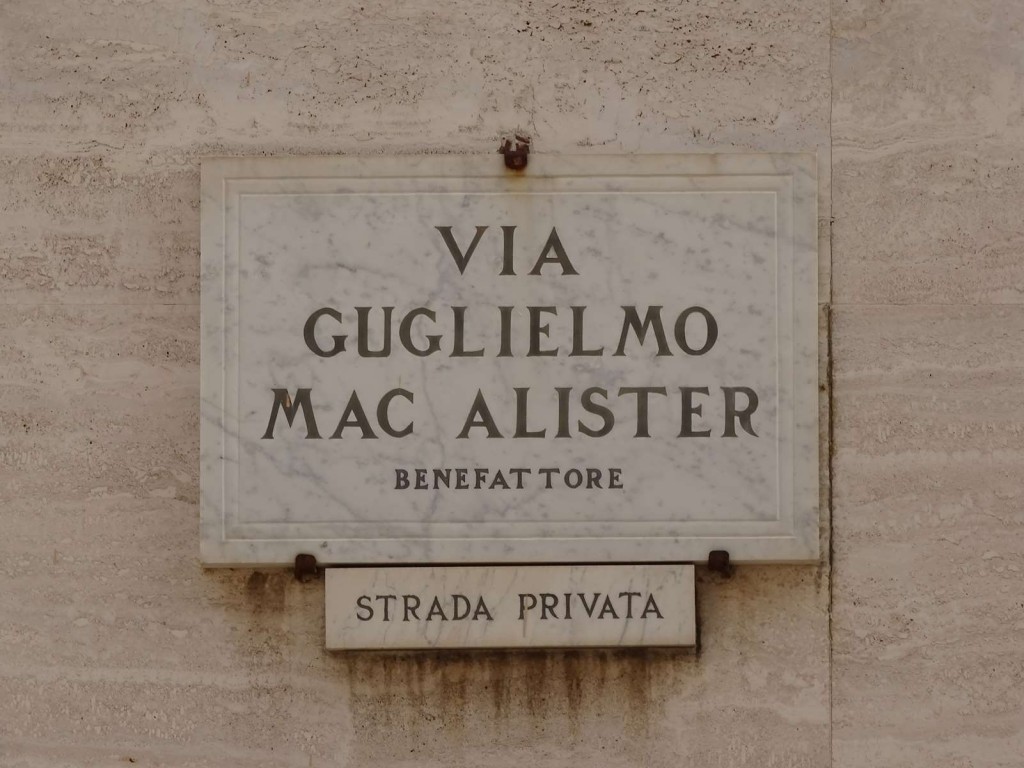 VIA
GUGLIELMO
MAC ALISTER
BENEFATTORE
STRADA PRIVATA